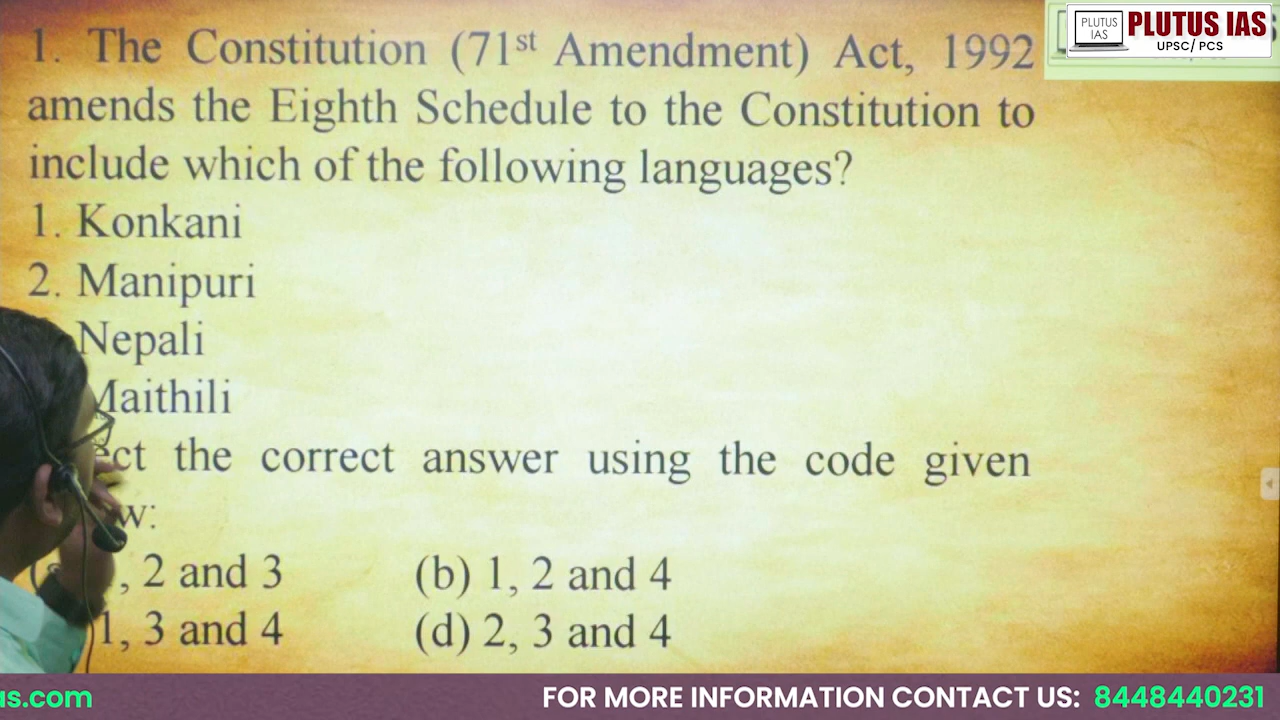 1. The Constitution (71st Amendment) Act, 1992
amends the Eighth Schedule to the Constitution to
include which of the following languages?
1. Konkani
2. Manipuri
Nepali
Maithili
ect the correct answer using the code given
w:
, 2 and 3 (b) 1, 2 and 4
1, 3 and 4 (d) 2, 3 and 4
PLUTUS IAS
PLUTUS IAS
UPSC/ PCS
as.com FOR MORE INFORMATION CONTACT US: 8448440231